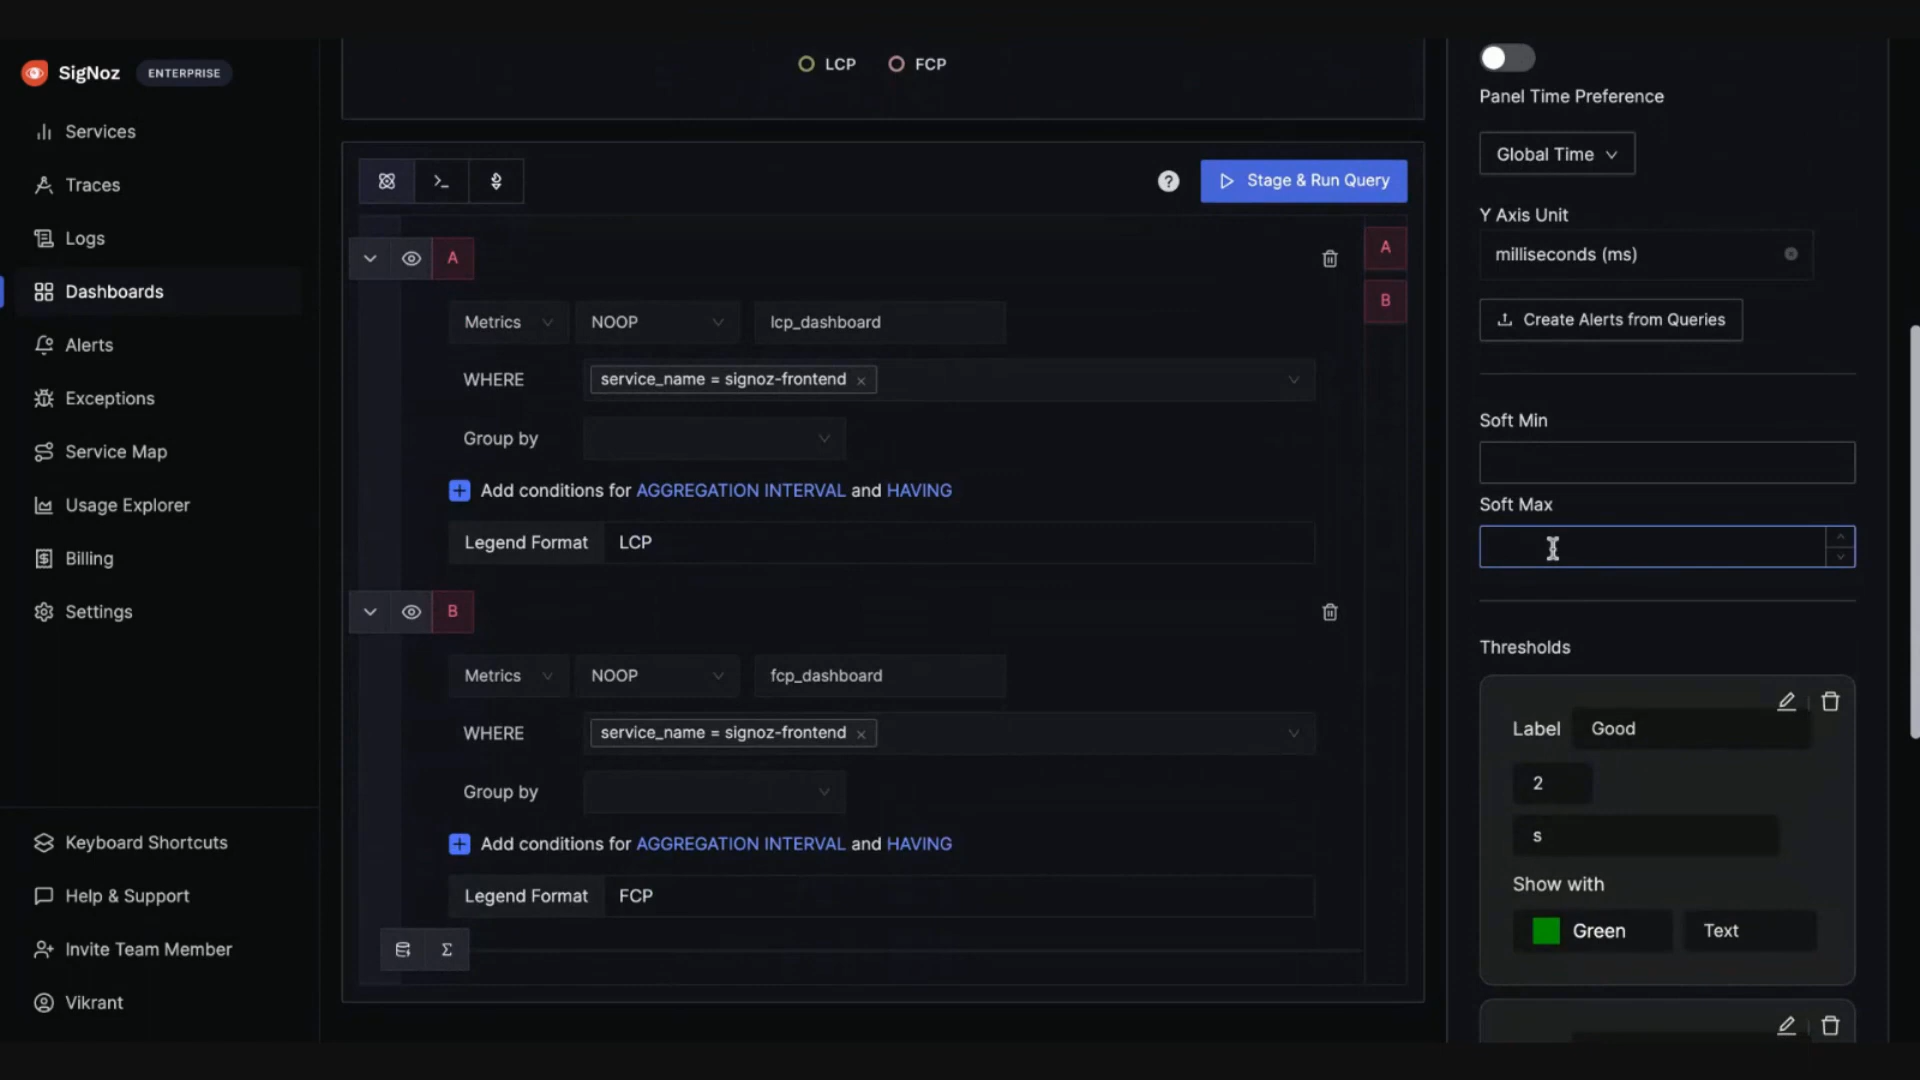 SigNoz ENTERPRISE
Services
Traces
Logs
Dashboards
Alerts
Exceptions
Service Map
Usage Explorer
Billing
Settings
Keyboard Shortcuts
Help & Support
Invite Team Member
Vikrant
LCP FCP
? Stage & Run Query
A
Metrics NOOP lcp_dashboard
WHERE service_name = signoz-frontend ×
Group by
+ Add conditions for AGGREGATION INTERVAL and HAVING
Legend Format LCP
B
Metrics NOOP fcp_dashboard
WHERE service_name = signoz-frontend ×
Group by
+ Add conditions for AGGREGATION INTERVAL and HAVING
Legend Format FCP
Σ
A
B
Panel Time Preference
Global Time
Y Axis Unit
milliseconds (ms)
Create Alerts from Queries
Soft Min
Soft Max
Thresholds
Label Good
2
s
Show with
Green Text